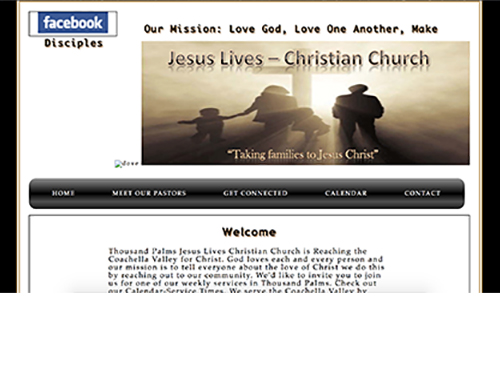 facebook
Our Mission: Love God, Love One Another, Make
Disciples
Jesus Lives – Christian Church
"Taking families to Jesus Christ"
dove
HOME MEET OUR PASTORS GET CONNECTED CALENDAR CONTACT
Welcome
Thousand Palms Jesus Lives Christian Church is Reaching the
Coachella Valley for Christ. God loves each and every person and
our mission is to tell everyone about the love of Christ we do this
by reaching out to our community. We'd like to invite you to join
us for one of our weekly services in Thousand Palms. Check out
our Calendar-Service Times. We serve the Coachella Valley by